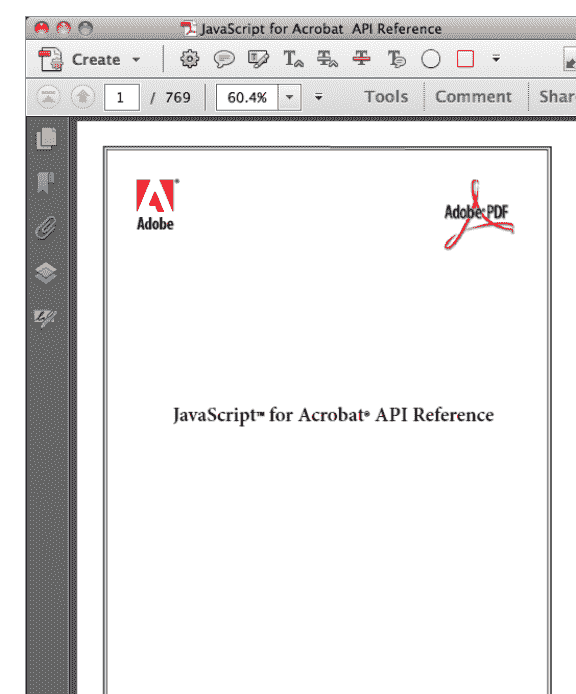 JavaScript for Acrobat API Reference
Create
1 / 769 60.4% Tools Comment Shar
Adobe
Adobe PDF
JavaScript™ for Acrobat® API Reference